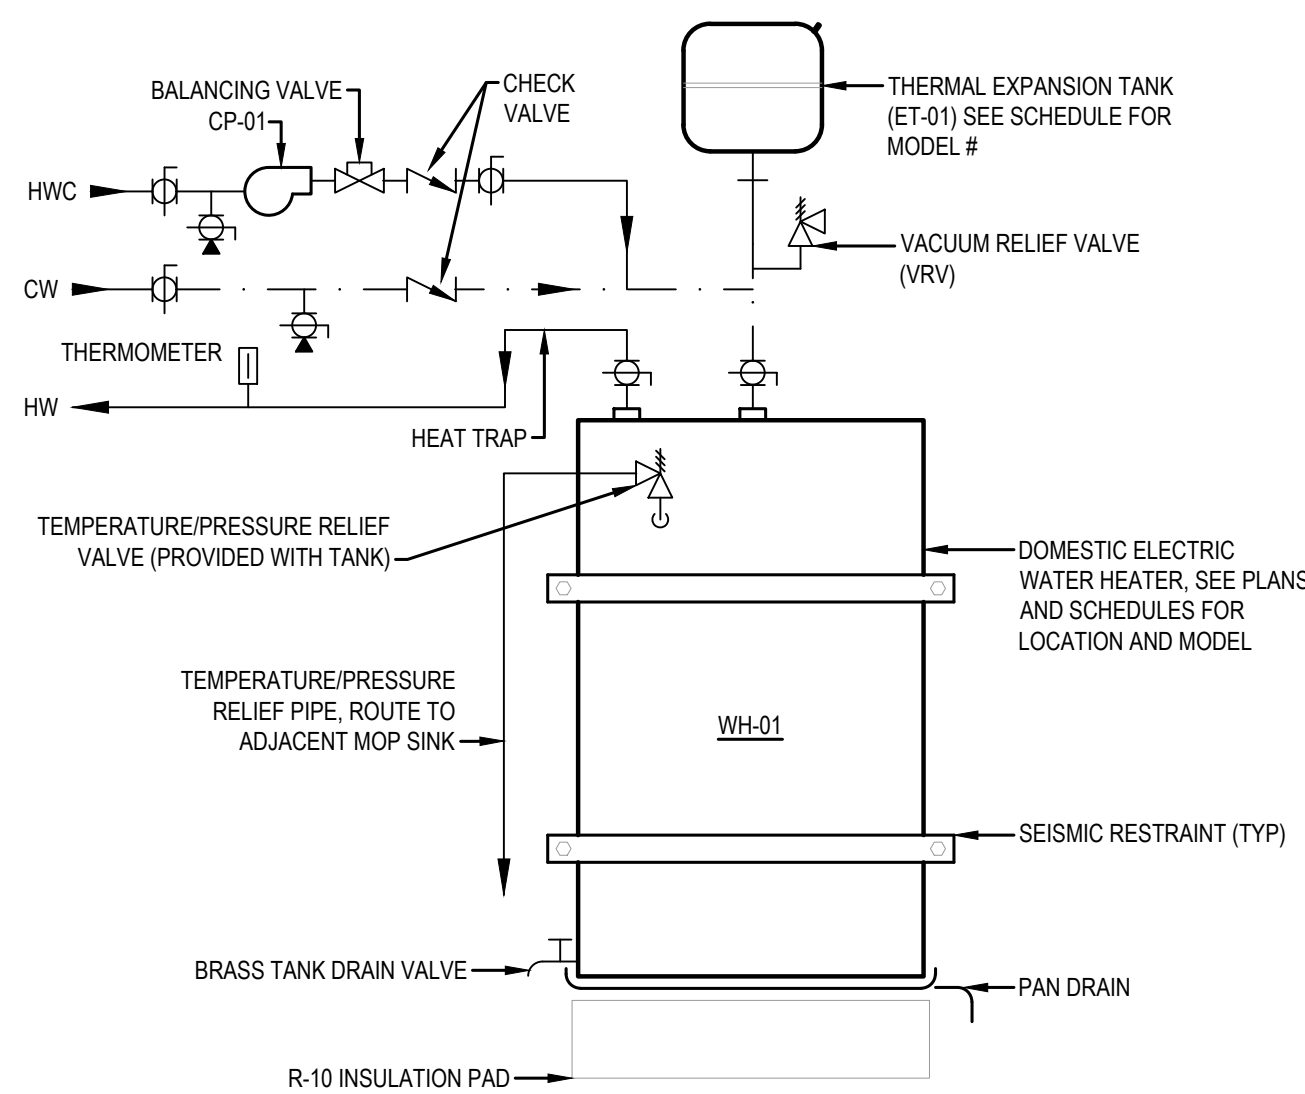 BALANCING VALVE
CP-01
CHECK
VALVE
THERMAL EXPANSION TANK
(ET-01) SEE SCHEDULE FOR
MODEL #
HWC
VACUUM RELIEF VALVE
(VRV)
CW
THERMOMETER
HW
HEAT TRAP
TEMPERATURE/PRESSURE RELIEF
VALVE (PROVIDED WITH TANK)
DOMESTIC ELECTRIC
WATER HEATER, SEE PLANS
AND SCHEDULES FOR
LOCATION AND MODEL
TEMPERATURE/PRESSURE
RELIEF PIPE, ROUTE TO
ADJACENT MOP SINK
WH-01
SEISMIC RESTRAINT (TYP)
BRASS TANK DRAIN VALVE
PAN DRAIN
R-10 INSULATION PAD